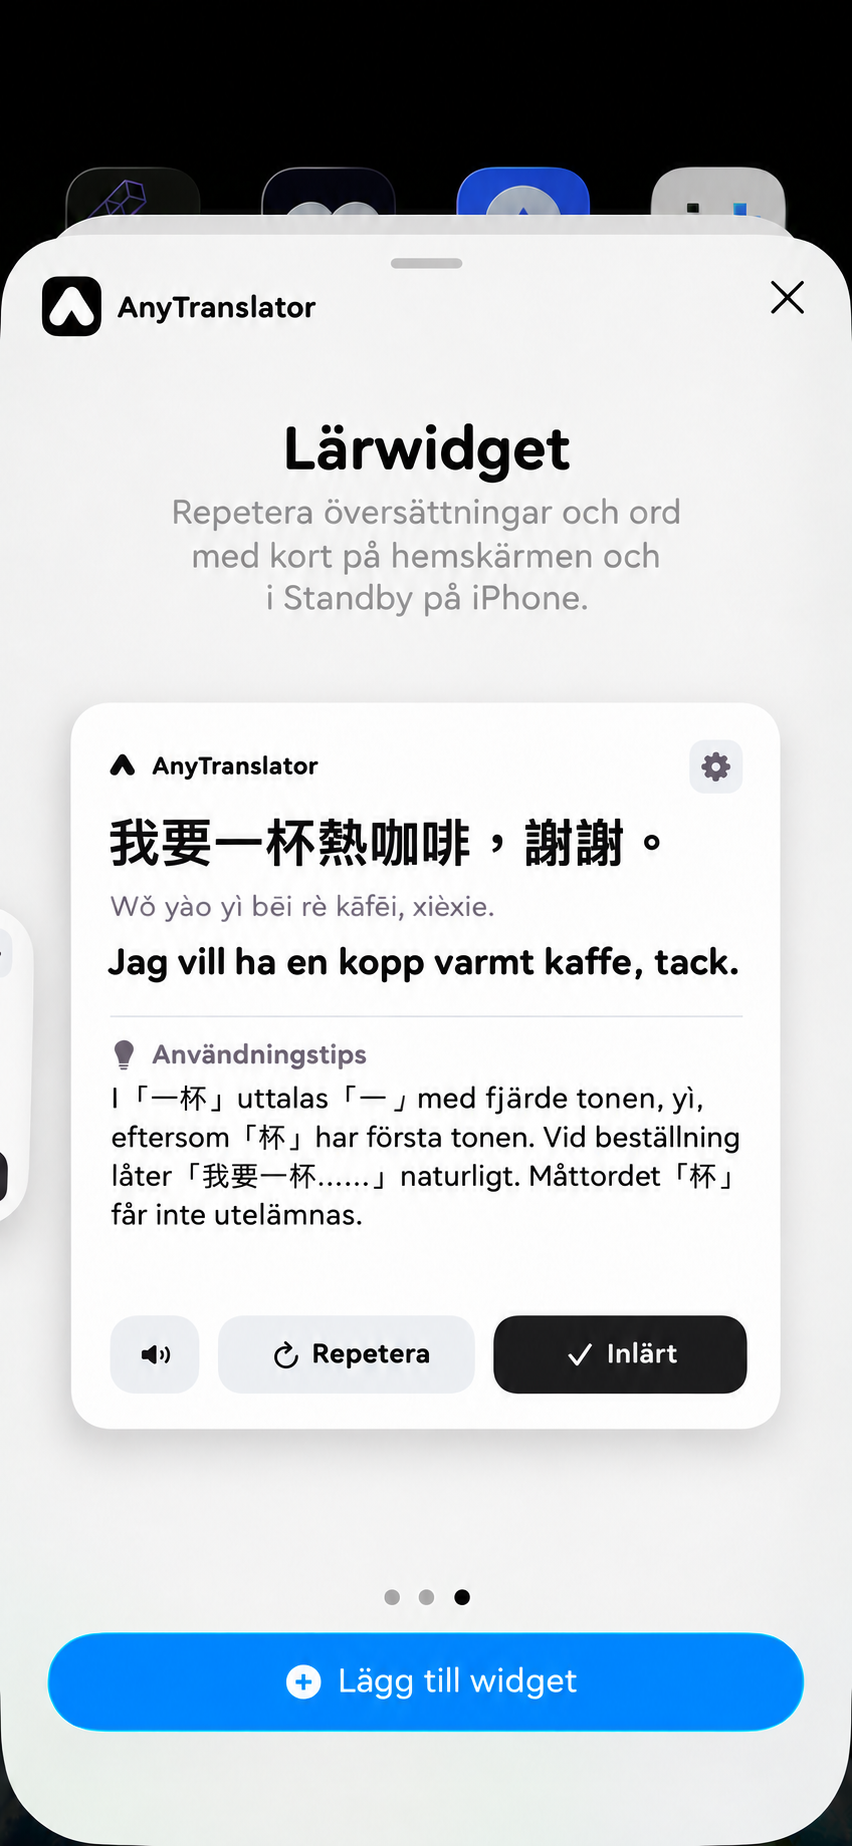 AnyTranslator
Lärwidget
Repetera översättningar och ord
med kort på hemskärmen och
i Standby på iPhone.
AnyTranslator
我要一杯熱咖啡，謝謝。
Wǒ yào yì bēi rè kāfēi, xièxie.
Jag vill ha en kopp varmt kaffe, tack.
Användningstips
I「一杯」uttalas「一」med fjärde tonen, yì,
eftersom「杯」har första tonen. Vid beställning
låter「我要一杯……」naturligt. Måttordet「杯」
får inte utelämnas.
Repetera
Inlärt
Lägg till widget